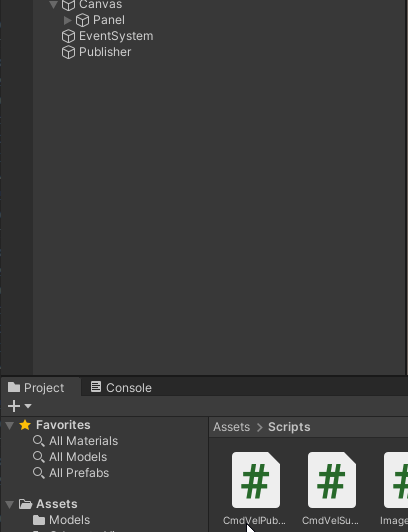 Canvas
Panel
EventSystem
Publisher
Project
Console
Favorites
All Materials
All Models
All Prefabs
Assets
Models
Assets > Scripts
#
#
#
CmdVelPub...
CmdVelSu...
Image